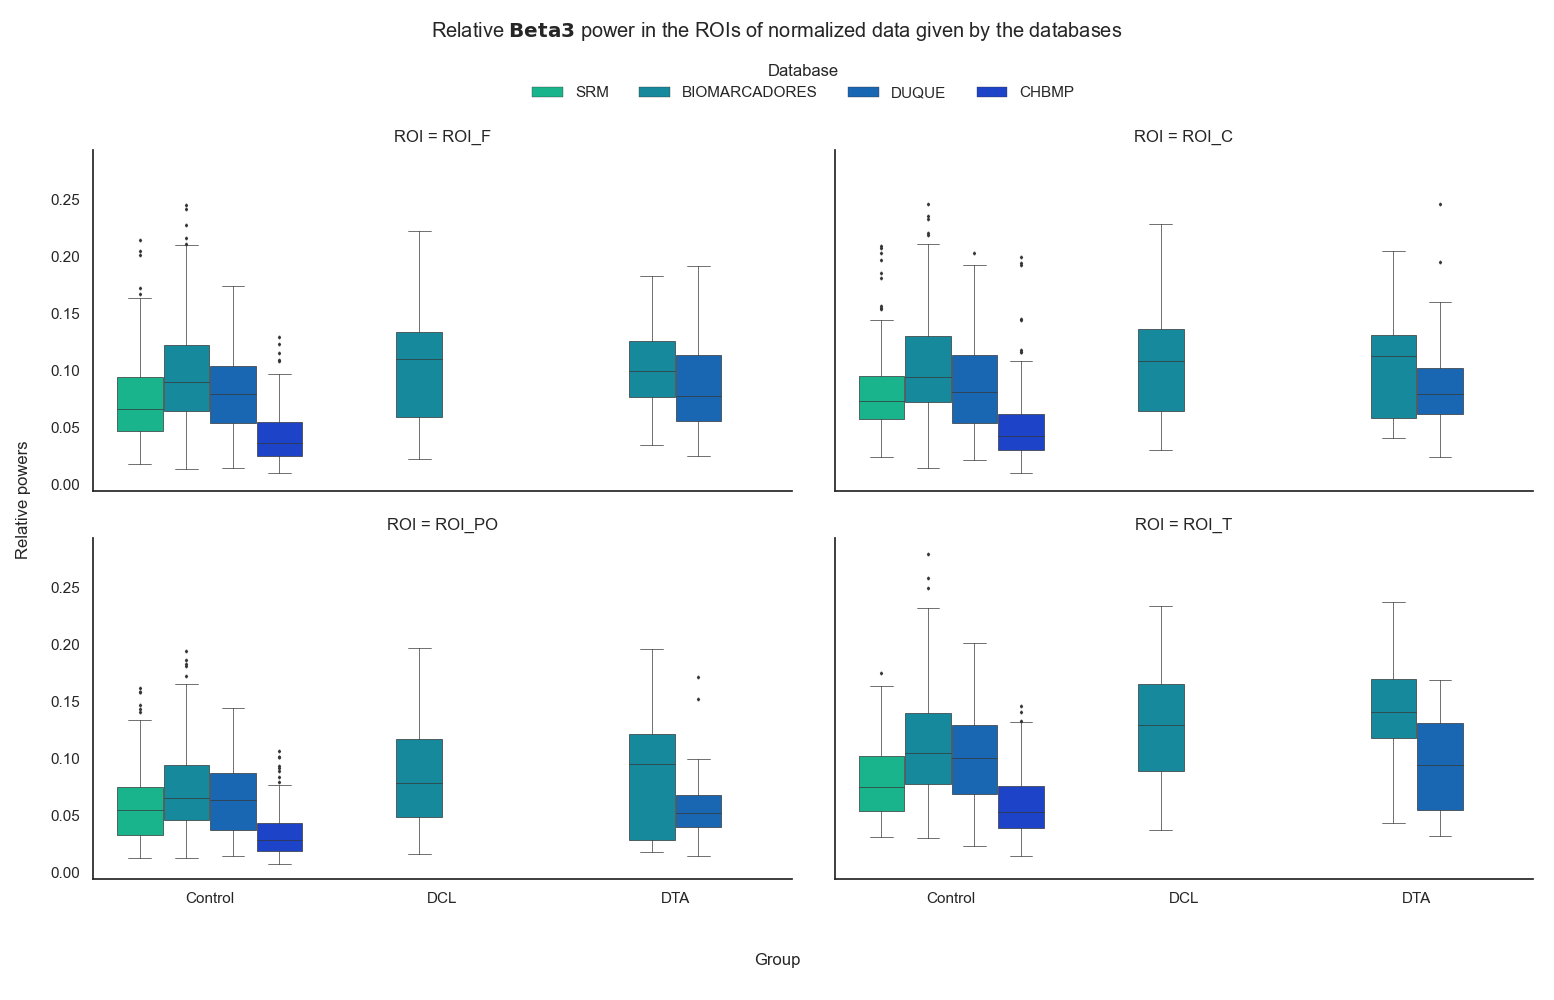 Relative Beta3 power in the ROIs of normalized data given by the databases
Database
SRM BIOMARCADORES DUQUE CHBMP
ROI = ROI_F
ROI = ROI_C
0.25
0.20
0.15
0.10
0.05
0.00
Relative powers
ROI = ROI_PO
ROI = ROI_T
0.25
0.20
0.15
0.10
0.05
0.00
Control DCL DTA
Control DCL DTA
Group